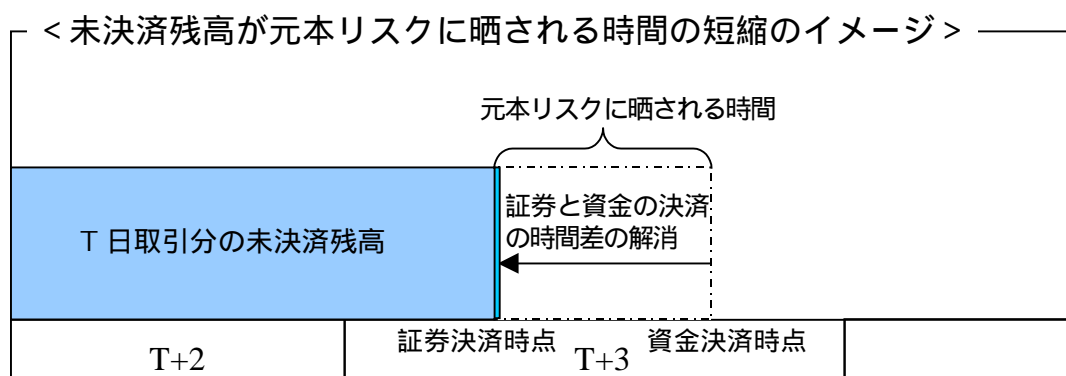 <未決済残高が元本リスクに晒される時間の短縮のイメージ>
元本リスクに晒される時間
証券と資金の決済
の時間差の解消
T日取引分の未決済残高
証券決済時点
資金決済時点
T+2
T+3